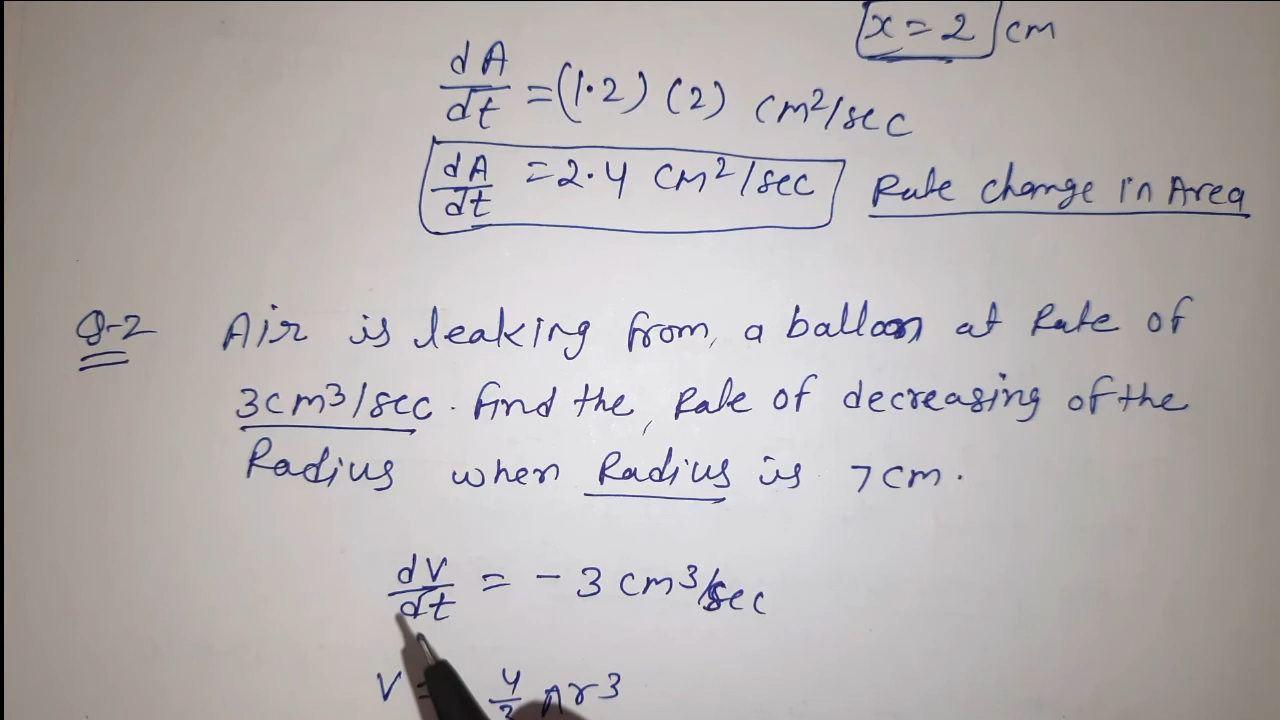 x = 2 cm
dA/dt = (1.2) (2) cm²/sec
dA/dt = 2.4 cm²/sec Rate change in Area
Q-2 Air is leaking from, a balloon at Rate of
3cm3/sec. find the, Rate of decreasing of the
Radius when Radius is 7cm.
dV/dt = - 3 cm3/sec
V = 4/3 πr3